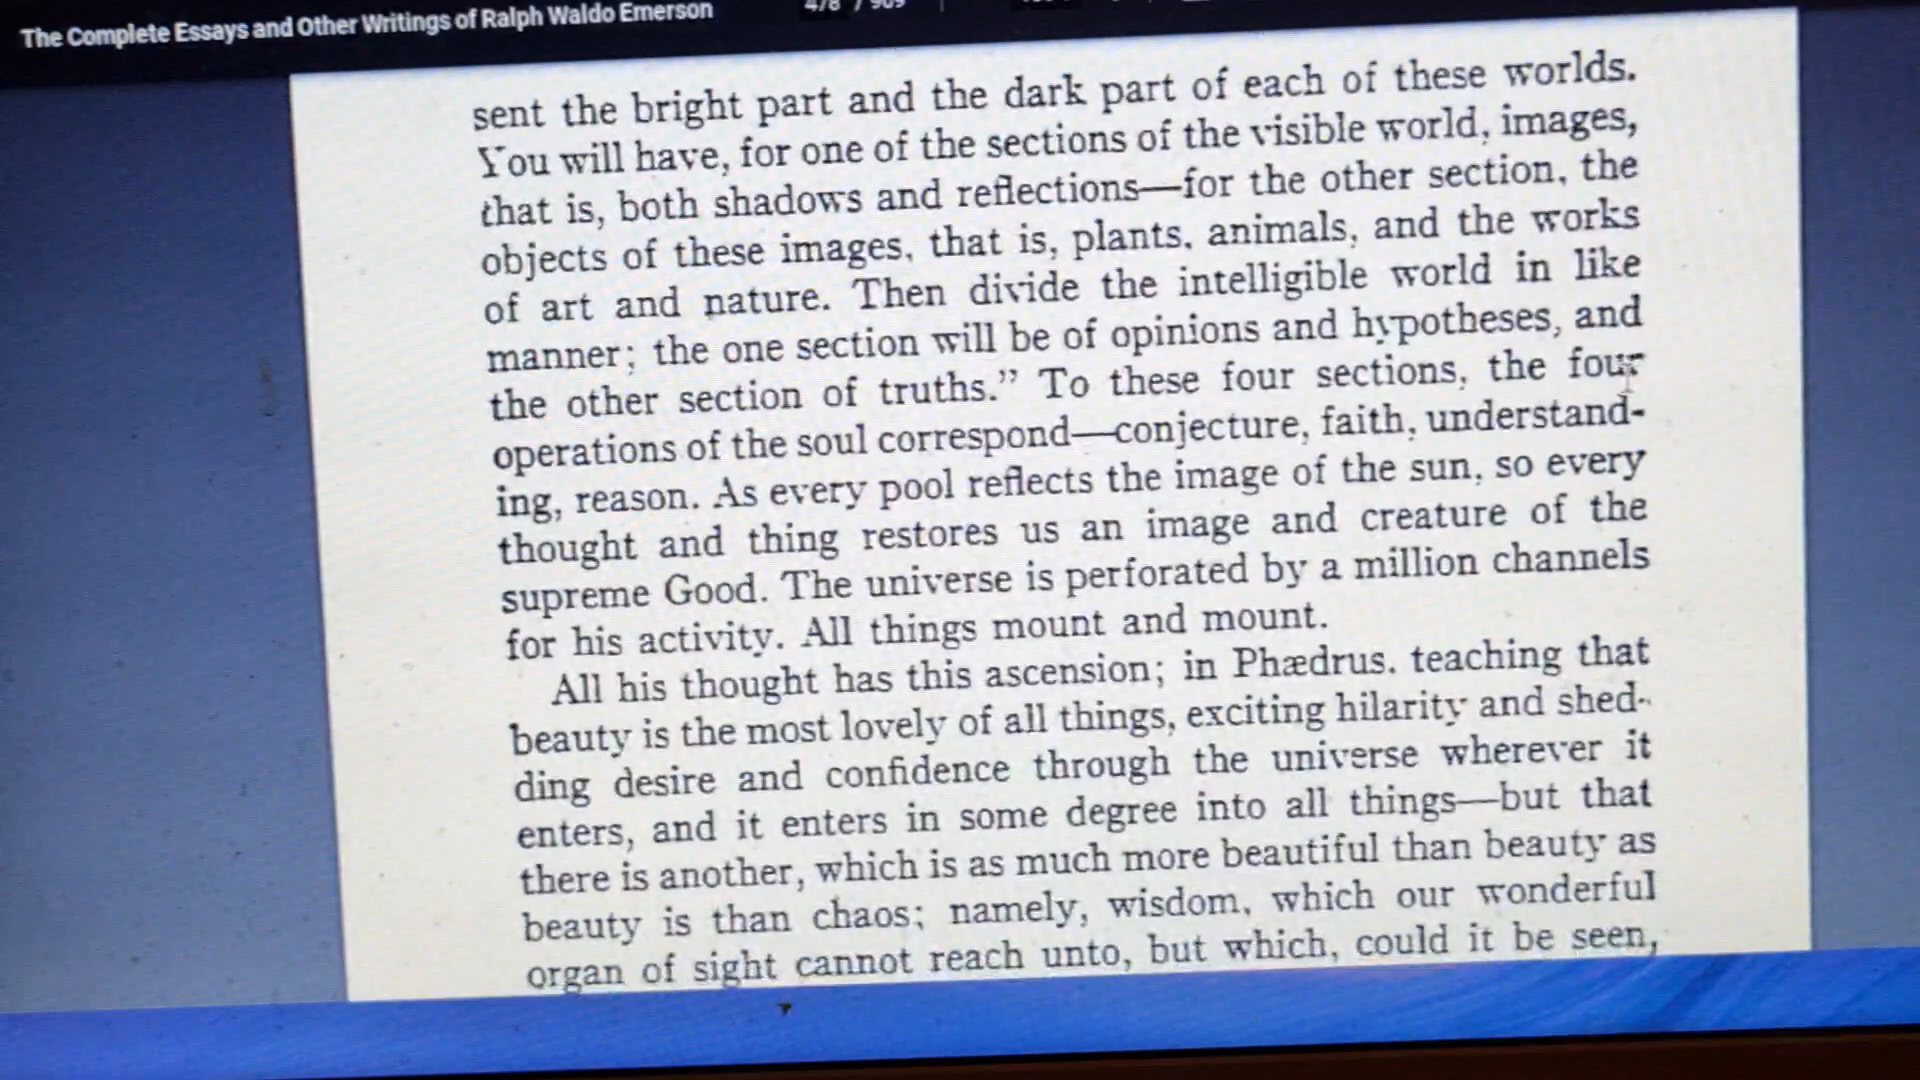 The Complete Essays and Other Writings of Ralph Waldo Emerson
sent the bright part and the dark part of each of these worlds.
You will have, for one of the sections of the visible world, images,
that is, both shadows and reflections—for the other section, the
objects of these images, that is, plants, animals, and the works
of art and nature. Then divide the intelligible world in like
manner; the one section will be of opinions and hypotheses, and
the other section of truths.” To these four sections, the four
operations of the soul correspond—conjecture, faith, understand-
ing, reason. As every pool reflects the image of the sun, so every
thought and thing restores us an image and creature of the
supreme Good. The universe is perforated by a million channels
for his activity. All things mount and mount.
All his thought has this ascension; in Phædrus, teaching that
beauty is the most lovely of all things, exciting hilarity and shed-
ding desire and confidence through the universe wherever it
enters, and it enters in some degree into all things—but that
there is another, which is as much more beautiful than beauty as
beauty is than chaos; namely, wisdom, which our wonderful
organ of sight cannot reach unto, but which, could it be seen,